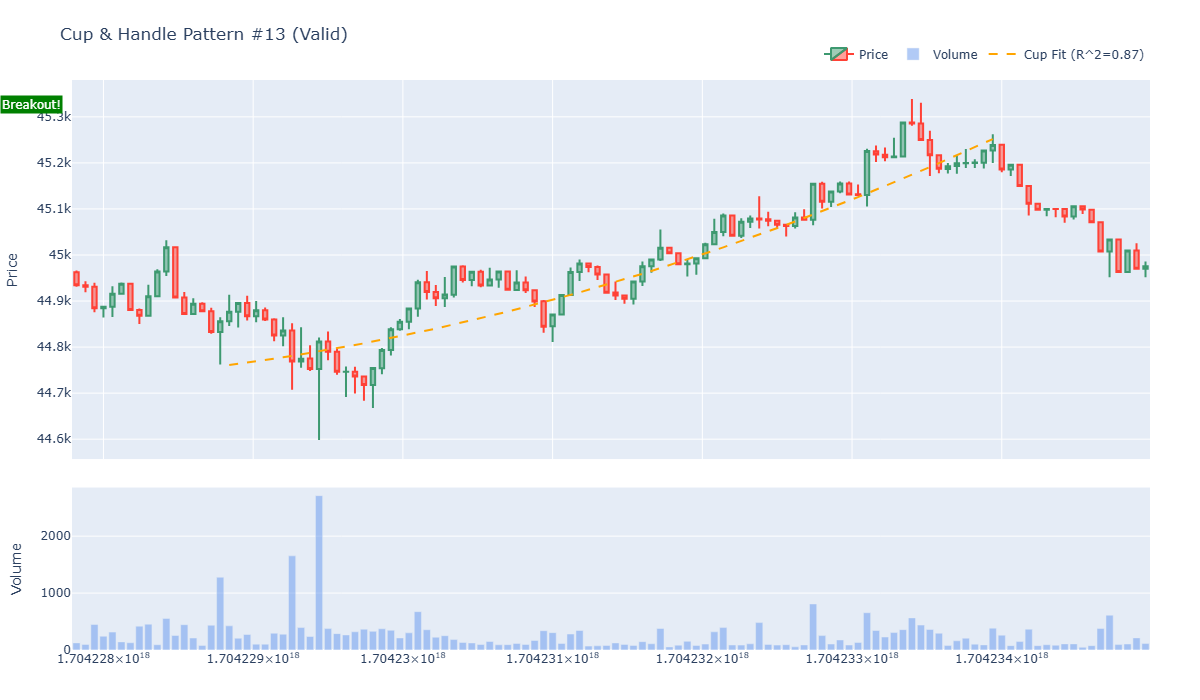 Cup & Handle Pattern #13 (Valid)
Price
Volume
Cup Fit (R^2=0.87)
Breakout!
45.3k
45.2k
45.1k
45k
44.9k
44.8k
44.7k
44.6k
Price
2000
1000
0
Volume
1.704228×10¹⁸ 1.704229×10¹⁸ 1.70423×10¹⁸ 1.704231×10¹⁸ 1.704232×10¹⁸ 1.704233×10¹⁸ 1.704234×10¹⁸